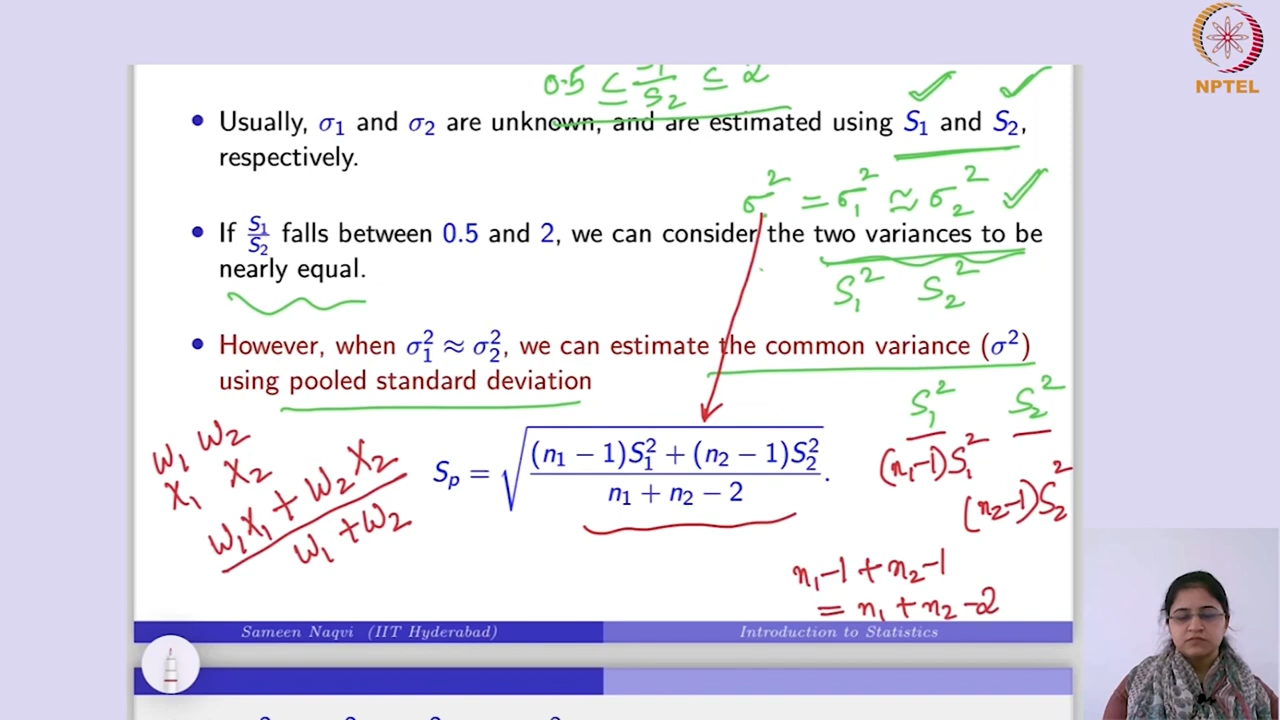 NPTEL
0.5 ≤ S1/S2 ≤ 2
• Usually, σ1 and σ2 are unknown, and are estimated using S1 and S2,
respectively.
σ² = σ1² ≈ σ2²
• If S1/S2 falls between 0.5 and 2, we can consider the two variances to be
nearly equal.
S1² S2²
• However, when σ1² ≈ σ2², we can estimate the common variance (σ²)
using pooled standard deviation
S1² S2²
W1 W2
X1 X2
W1X1 + W2X2
W1 + W2
Sp = √((n1 − 1)S1² + (n2 − 1)S2² / n1 + n2 − 2).
(n1-1)S1²
(n2-1)S2²
n1-1 + n2-1
= n1 + n2 -2
Sameen Naqvi (IIT Hyderabad) Introduction to Statistics